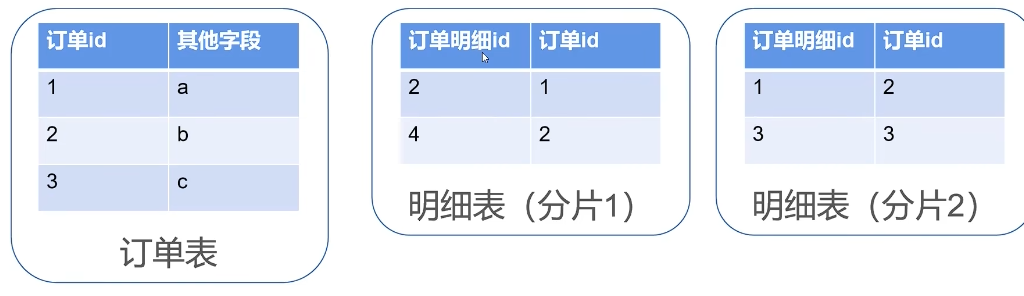 订单id 其他字段
1 a
2 b
3 c
订单表
订单明细id 订单id
2 1
4 2
明细表（分片1）
订单明细id 订单id
1 2
3 3
明细表（分片2）